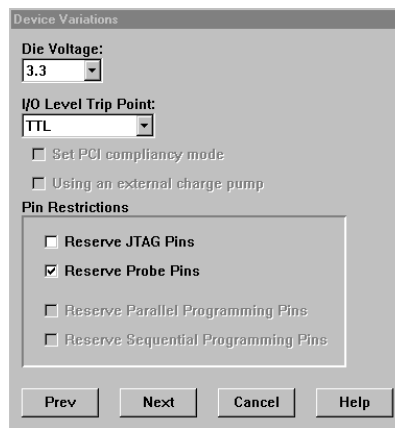 Device Variations
Die Voltage:
3.3
I/O Level Trip Point:
TTL
Set PCI compliancy mode
Using an external charge pump
Pin Restrictions
Reserve JTAG Pins
Reserve Probe Pins
Reserve Parallel Programming Pins
Reserve Sequential Programming Pins
Prev Next Cancel Help